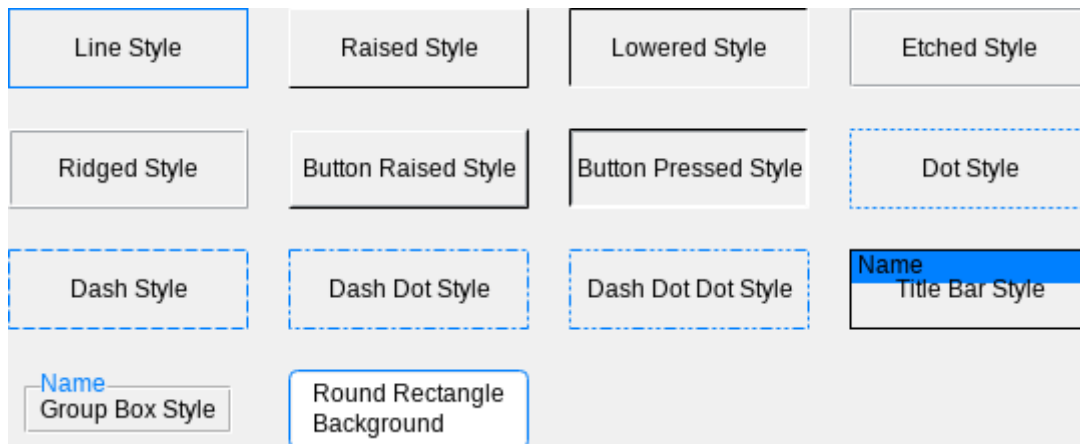 Line Style
Raised Style
Lowered Style
Etched Style
Ridged Style
Button Raised Style
Button Pressed Style
Dot Style
Dash Style
Dash Dot Style
Dash Dot Dot Style
Name
Title Bar Style
Name
Group Box Style
Round Rectangle
Background